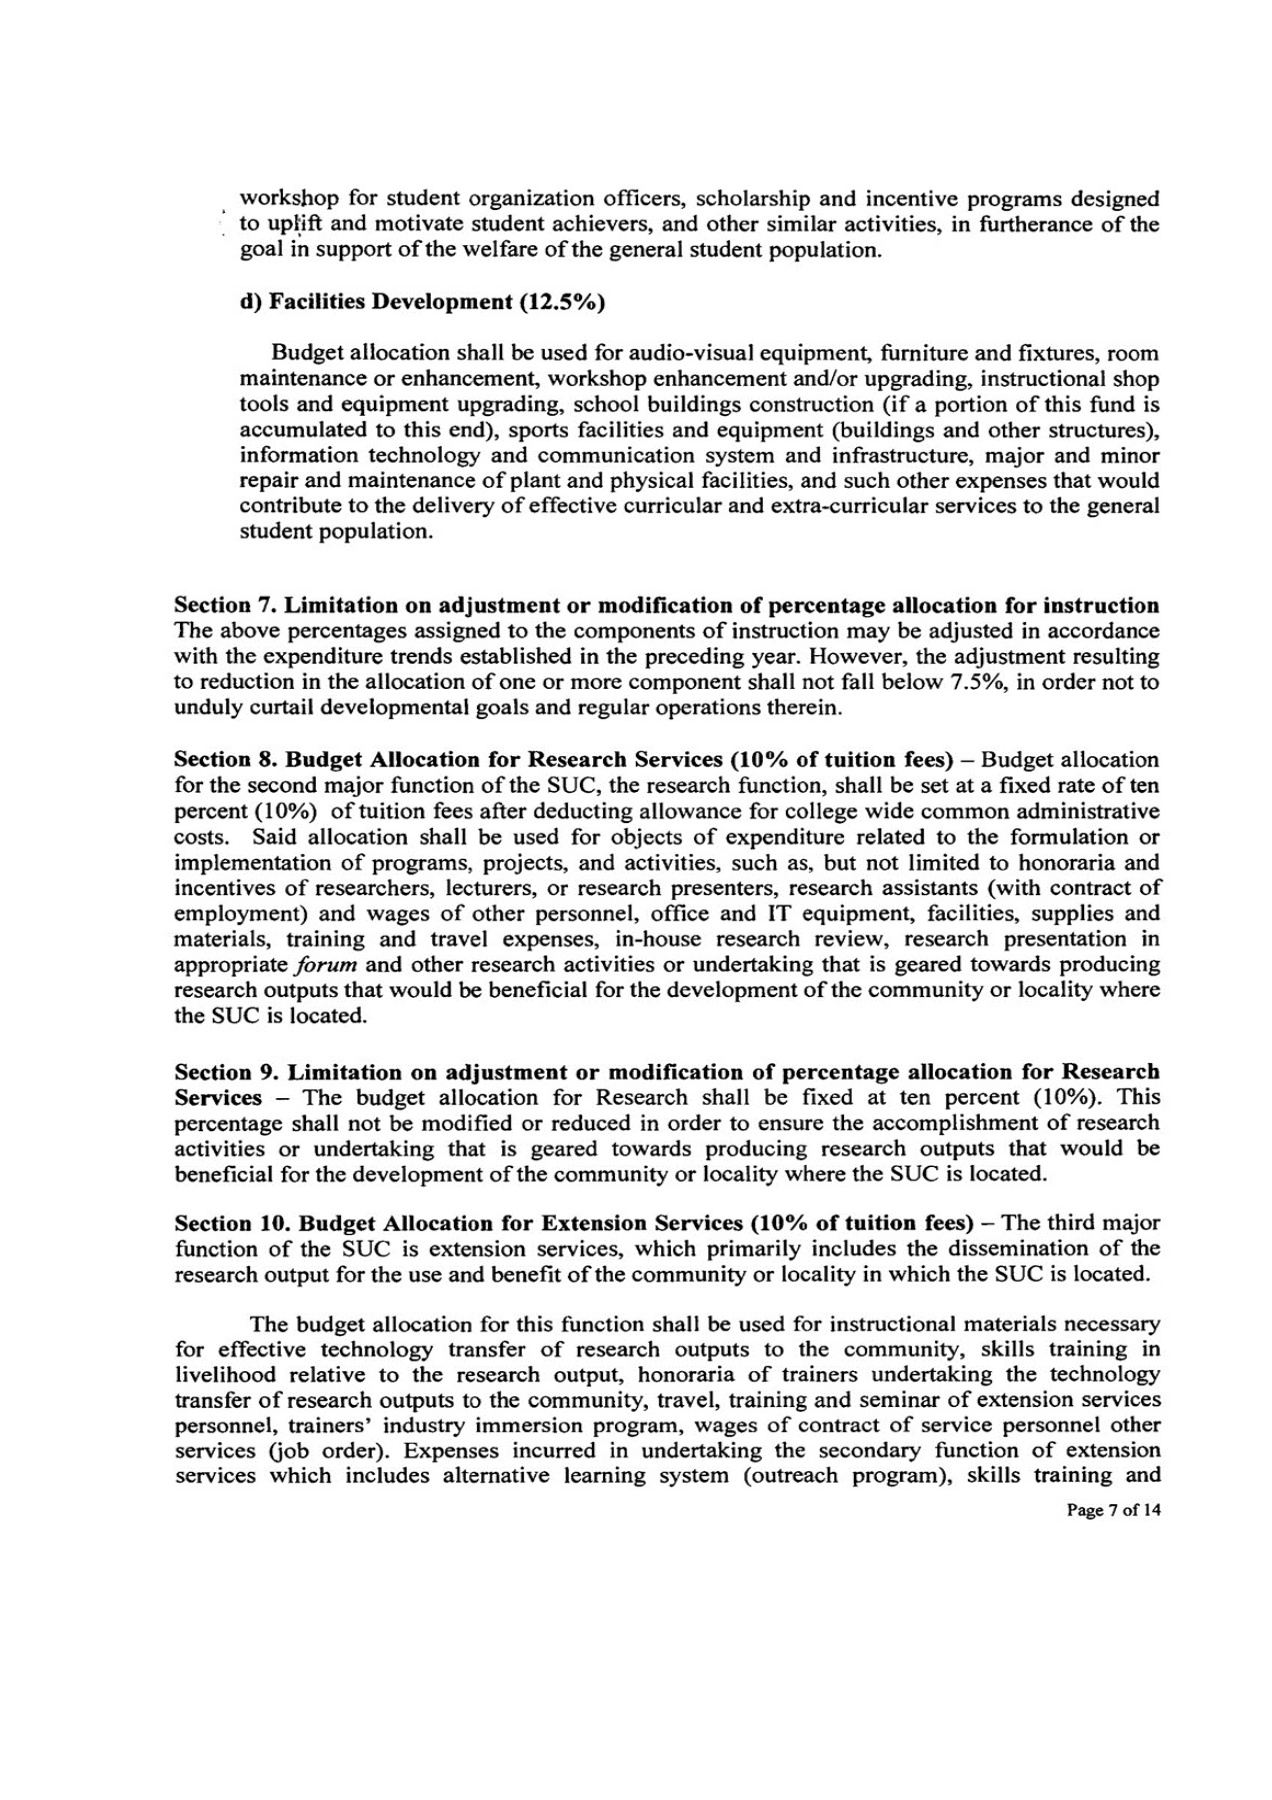 workshop for student organization officers, scholarship and incentive programs designed
to uplift and motivate student achievers, and other similar activities, in furtherance of the
goal in support of the welfare of the general student population.
d) Facilities Development (12.5%)
Budget allocation shall be used for audio-visual equipment, furniture and fixtures, room
maintenance or enhancement, workshop enhancement and/or upgrading, instructional shop
tools and equipment upgrading, school buildings construction (if a portion of this fund is
accumulated to this end), sports facilities and equipment (buildings and other structures),
information technology and communication system and infrastructure, major and minor
repair and maintenance of plant and physical facilities, and such other expenses that would
contribute to the delivery of effective curricular and extra-curricular services to the general
student population.
Section 7. Limitation on adjustment or modification of percentage allocation for instruction
The above percentages assigned to the components of instruction may be adjusted in accordance
with the expenditure trends established in the preceding year. However, the adjustment resulting
to reduction in the allocation of one or more component shall not fall below 7.5%, in order not to
unduly curtail developmental goals and regular operations therein.
Section 8. Budget Allocation for Research Services (10% of tuition fees) – Budget allocation
for the second major function of the SUC, the research function, shall be set at a fixed rate of ten
percent (10%) of tuition fees after deducting allowance for college wide common administrative
costs. Said allocation shall be used for objects of expenditure related to the formulation or
implementation of programs, projects, and activities, such as, but not limited to honoraria and
incentives of researchers, lecturers, or research presenters, research assistants (with contract of
employment) and wages of other personnel, office and IT equipment, facilities, supplies and
materials, training and travel expenses, in-house research review, research presentation in
appropriate forum and other research activities or undertaking that is geared towards producing
research outputs that would be beneficial for the development of the community or locality where
the SUC is located.
Section 9. Limitation on adjustment or modification of percentage allocation for Research
Services – The budget allocation for Research shall be fixed at ten percent (10%). This
percentage shall not be modified or reduced in order to ensure the accomplishment of research
activities or undertaking that is geared towards producing research outputs that would be
beneficial for the development of the community or locality where the SUC is located.
Section 10. Budget Allocation for Extension Services (10% of tuition fees) – The third major
function of the SUC is extension services, which primarily includes the dissemination of the
research output for the use and benefit of the community or locality in which the SUC is located.
The budget allocation for this function shall be used for instructional materials necessary
for effective technology transfer of research outputs to the community, skills training in
livelihood relative to the research output, honoraria of trainers undertaking the technology
transfer of research outputs to the community, travel, training and seminar of extension services
personnel, trainers' industry immersion program, wages of contract of service personnel other
services (job order). Expenses incurred in undertaking the secondary function of extension
services which includes alternative learning system (outreach program), skills training and
Page 7 of 14